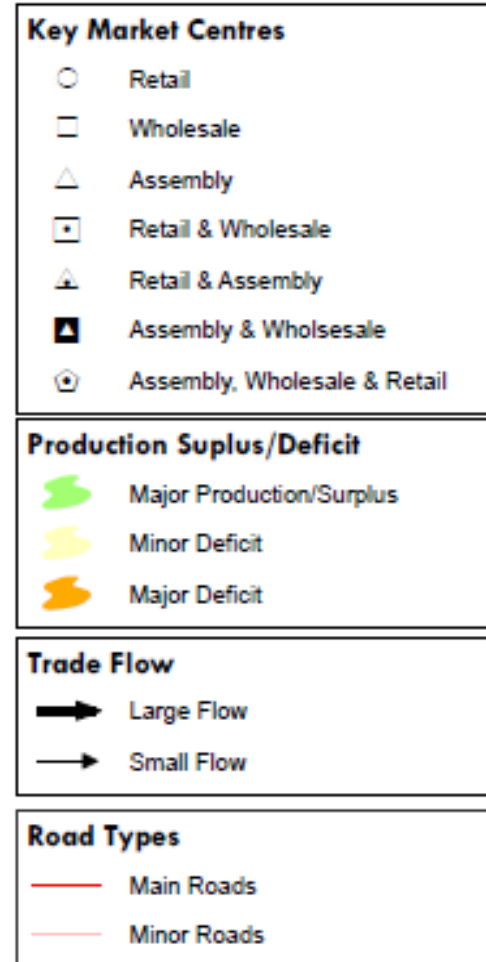 Key Market Centres
Retail
Wholesale
Assembly
Retail & Wholesale
Retail & Assembly
Assembly & Wholsesale
Assembly, Wholesale & Retail
Production Suplus/Deficit
Major Production/Surplus
Minor Deficit
Major Deficit
Trade Flow
Large Flow
Small Flow
Road Types
Main Roads
Minor Roads